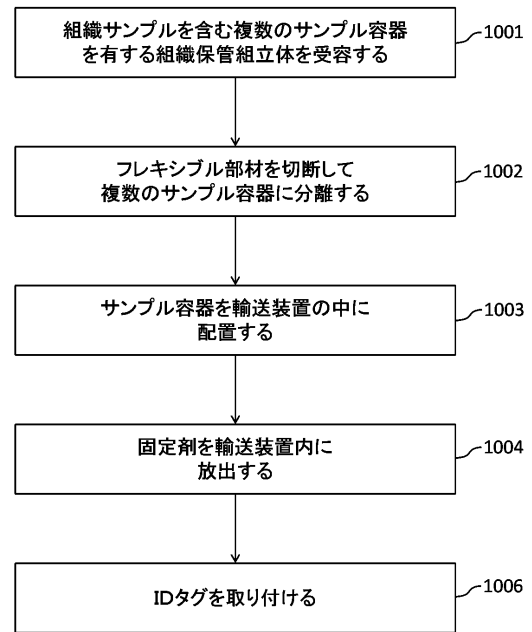 組織サンプルを含む複数のサンプル容器
を有する組織保管組立体を受容する
1001
フレキシブル部材を切断して
複数のサンプル容器に分離する
1002
サンプル容器を輸送装置の中に
配置する
1003
固定剤を輸送装置内に
放出する
1004
IDタグを取り付ける
1006